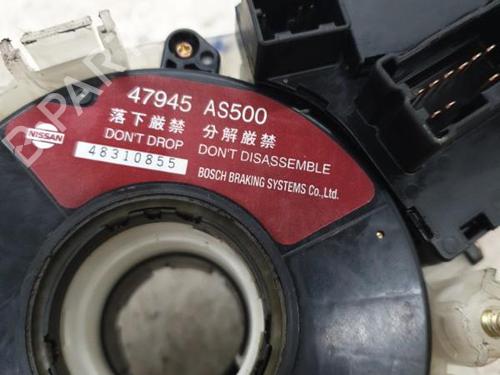 47945 AS500
落下厳禁 分解厳禁
DON'T DROP DON'T DISASSEMBLE
NISSAN
48310855
BOSCH BRAKING SYSTEMS Co.,Ltd.